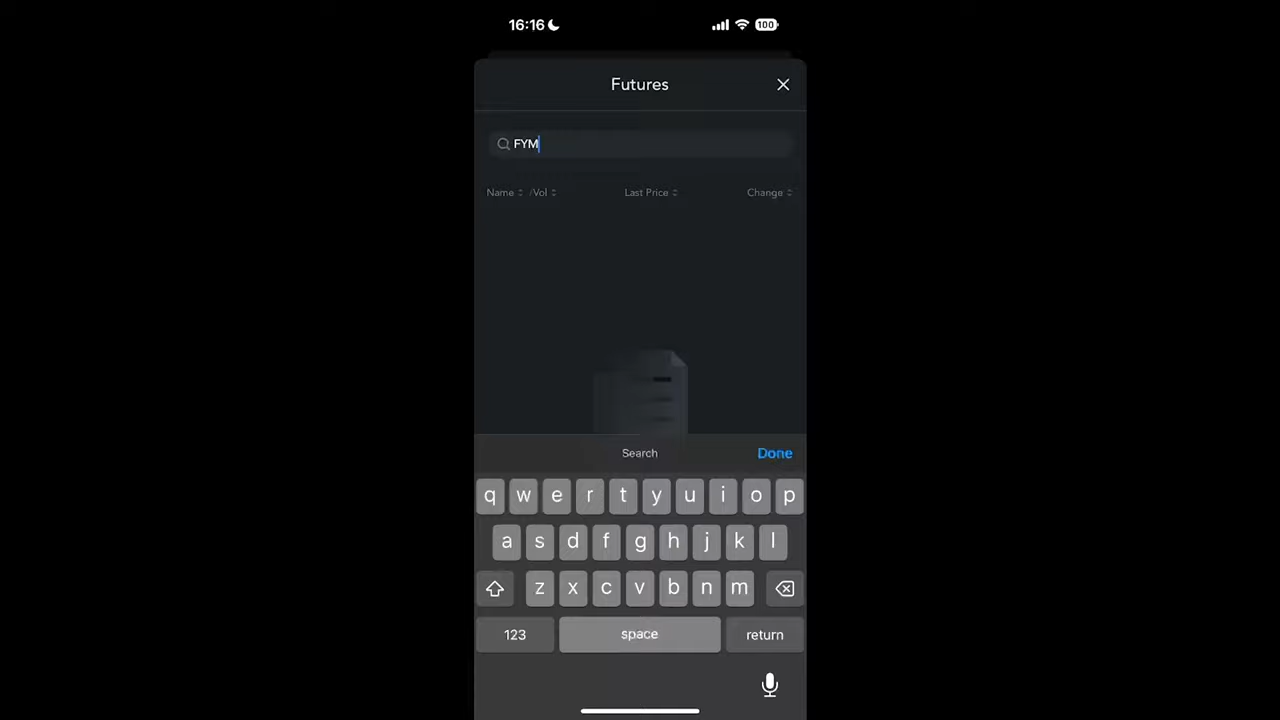 16:16
100
Futures
FYM
Name /Vol Last Price Change
Search
Done
q w e r t y u i o p
a s d f g h j k l
z x c v b n m
123 space return